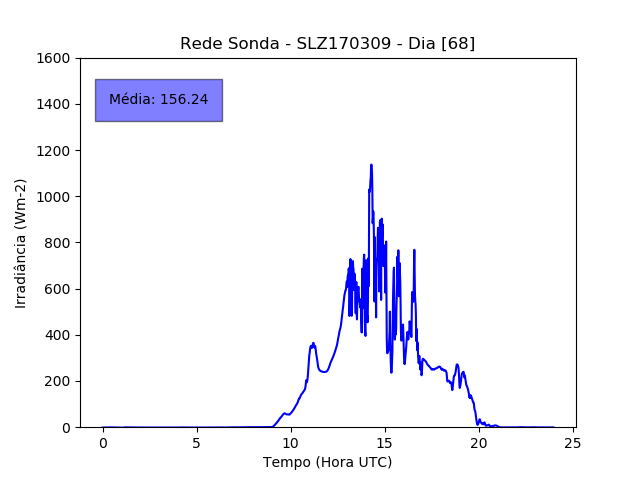 Rede Sonda - SLZ170309 - Dia [68]
1600
1400
1200
1000
800
600
400
200
0
Média: 156.24
Irradiância (Wm-2)
0 5 10 15 20 25
Tempo (Hora UTC)